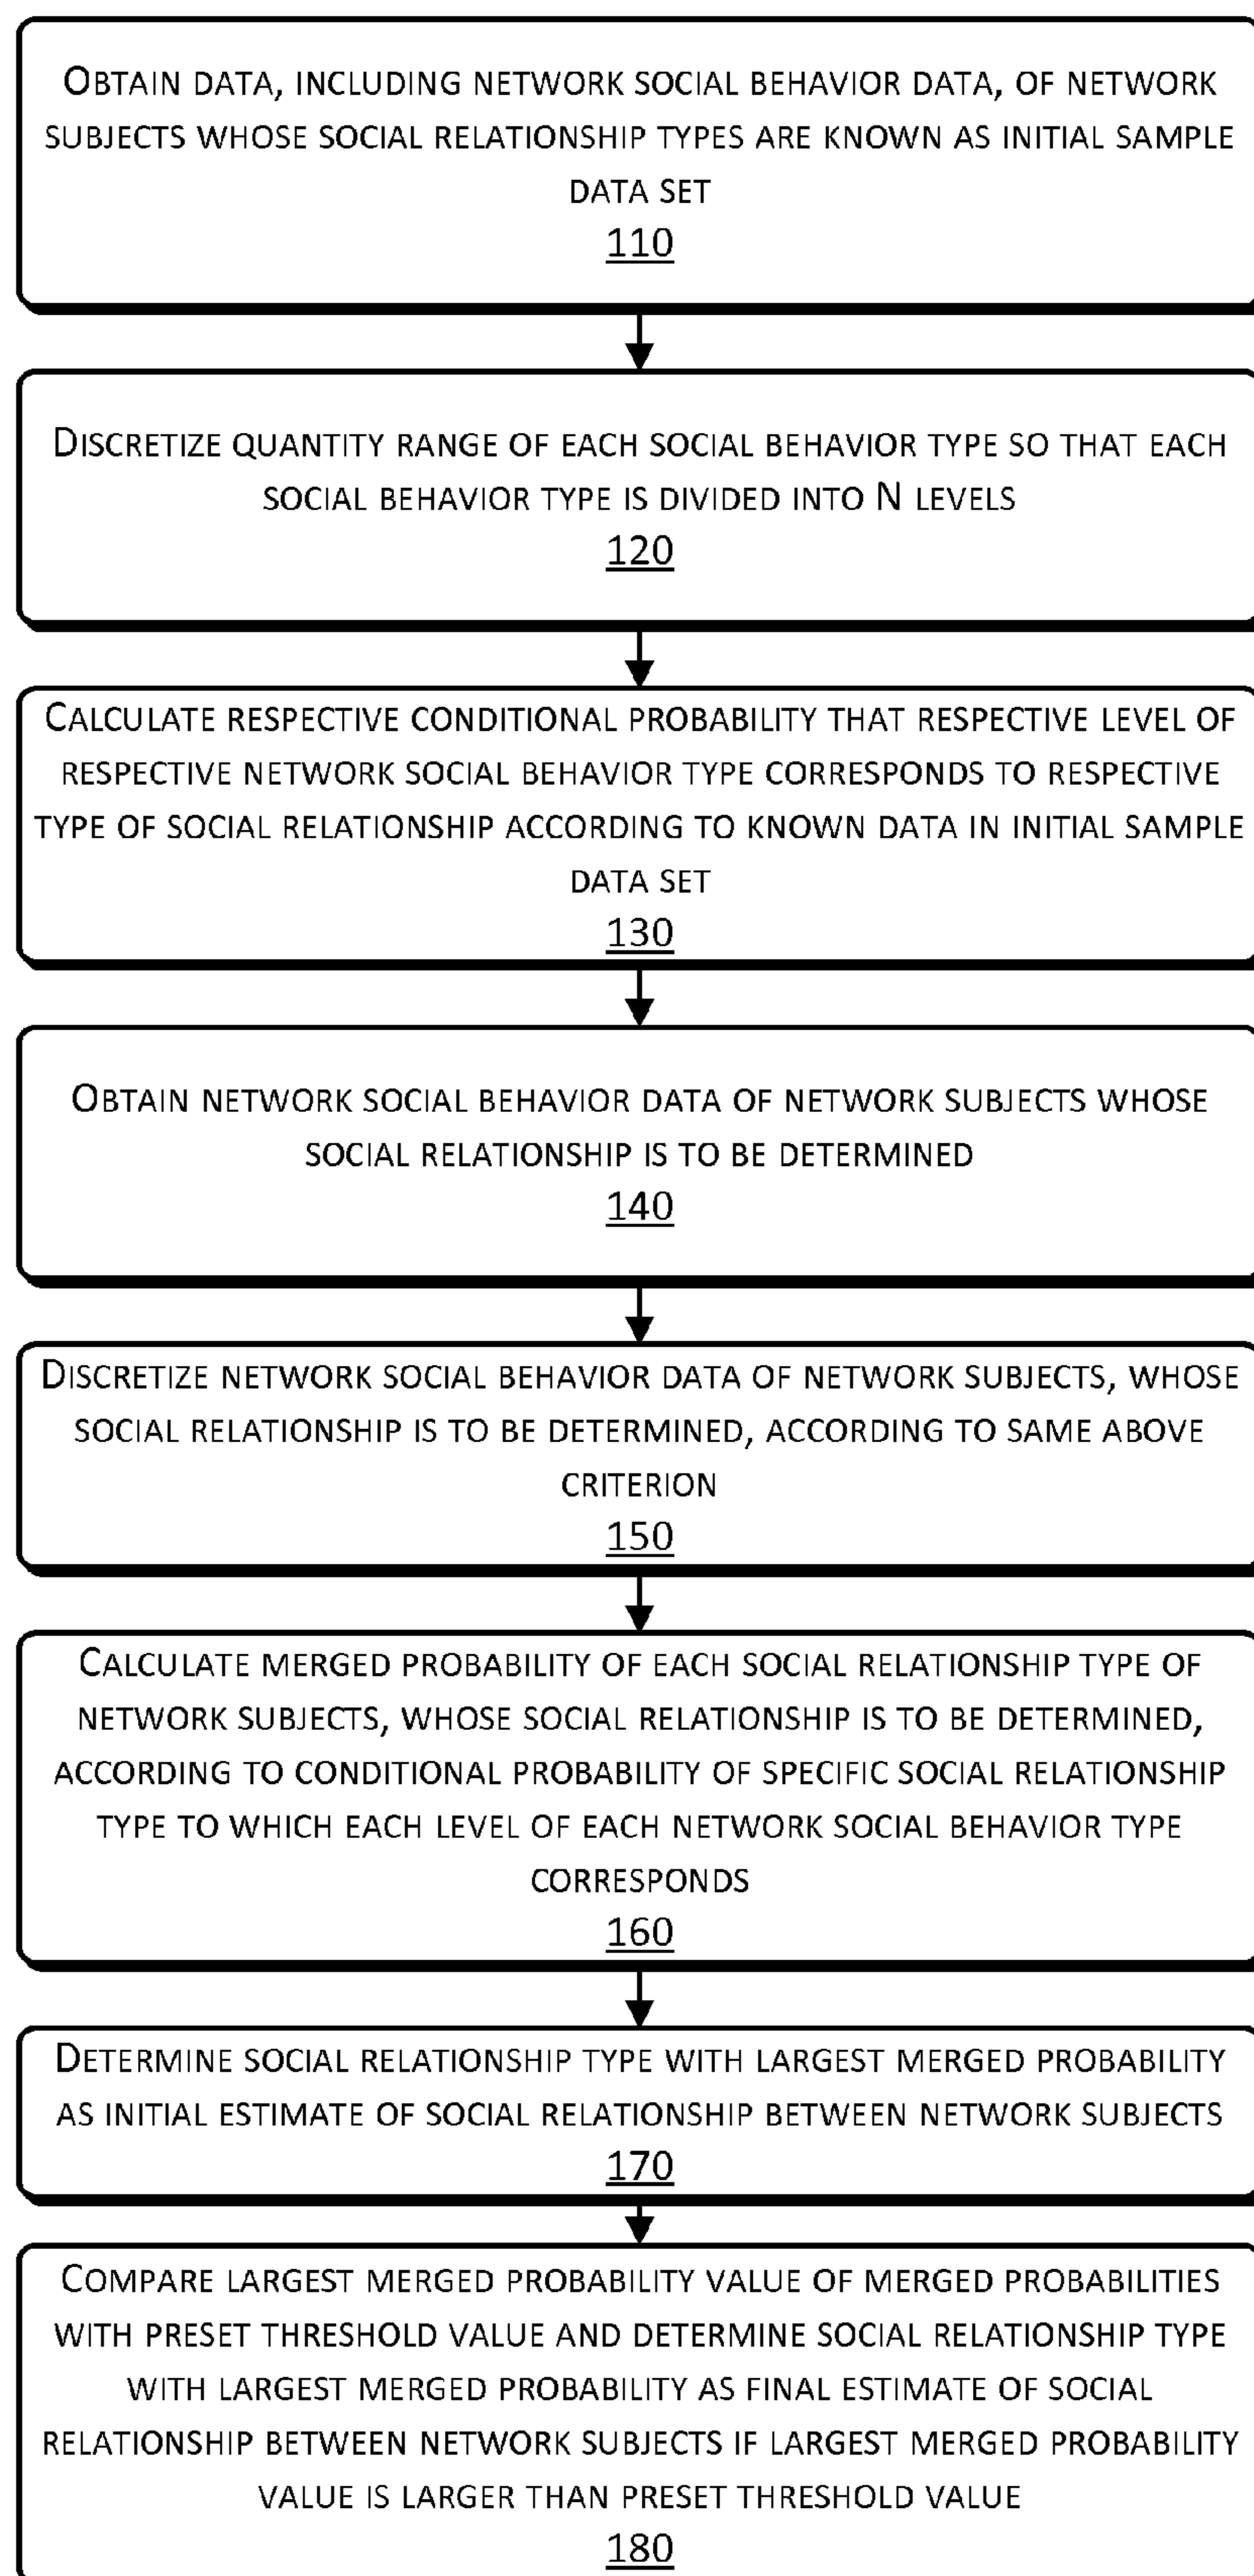 OBTAIN DATA, INCLUDING NETWORK SOCIAL BEHAVIOR DATA, OF NETWORK
SUBJECTS WHOSE SOCIAL RELATIONSHIP TYPES ARE KNOWN AS INITIAL SAMPLE
DATA SET
110
DISCRETIZE QUANTITY RANGE OF EACH SOCIAL BEHAVIOR TYPE SO THAT EACH
SOCIAL BEHAVIOR TYPE IS DIVIDED INTO N LEVELS
120
CALCULATE RESPECTIVE CONDITIONAL PROBABILITY THAT RESPECTIVE LEVEL OF
RESPECTIVE NETWORK SOCIAL BEHAVIOR TYPE CORRESPONDS TO RESPECTIVE
TYPE OF SOCIAL RELATIONSHIP ACCORDING TO KNOWN DATA IN INITIAL SAMPLE
DATA SET
130
OBTAIN NETWORK SOCIAL BEHAVIOR DATA OF NETWORK SUBJECTS WHOSE
SOCIAL RELATIONSHIP IS TO BE DETERMINED
140
DISCRETIZE NETWORK SOCIAL BEHAVIOR DATA OF NETWORK SUBJECTS, WHOSE
SOCIAL RELATIONSHIP IS TO BE DETERMINED, ACCORDING TO SAME ABOVE
CRITERION
150
CALCULATE MERGED PROBABILITY OF EACH SOCIAL RELATIONSHIP TYPE OF
NETWORK SUBJECTS, WHOSE SOCIAL RELATIONSHIP IS TO BE DETERMINED,
ACCORDING TO CONDITIONAL PROBABILITY OF SPECIFIC SOCIAL RELATIONSHIP
TYPE TO WHICH EACH LEVEL OF EACH NETWORK SOCIAL BEHAVIOR TYPE
CORRESPONDS
160
DETERMINE SOCIAL RELATIONSHIP TYPE WITH LARGEST MERGED PROBABILITY
AS INITIAL ESTIMATE OF SOCIAL RELATIONSHIP BETWEEN NETWORK SUBJECTS
170
COMPARE LARGEST MERGED PROBABILITY VALUE OF MERGED PROBABILITIES
WITH PRESET THRESHOLD VALUE AND DETERMINE SOCIAL RELATIONSHIP TYPE
WITH LARGEST MERGED PROBABILITY AS FINAL ESTIMATE OF SOCIAL
RELATIONSHIP BETWEEN NETWORK SUBJECTS IF LARGEST MERGED PROBABILITY
VALUE IS LARGER THAN PRESET THRESHOLD VALUE
180